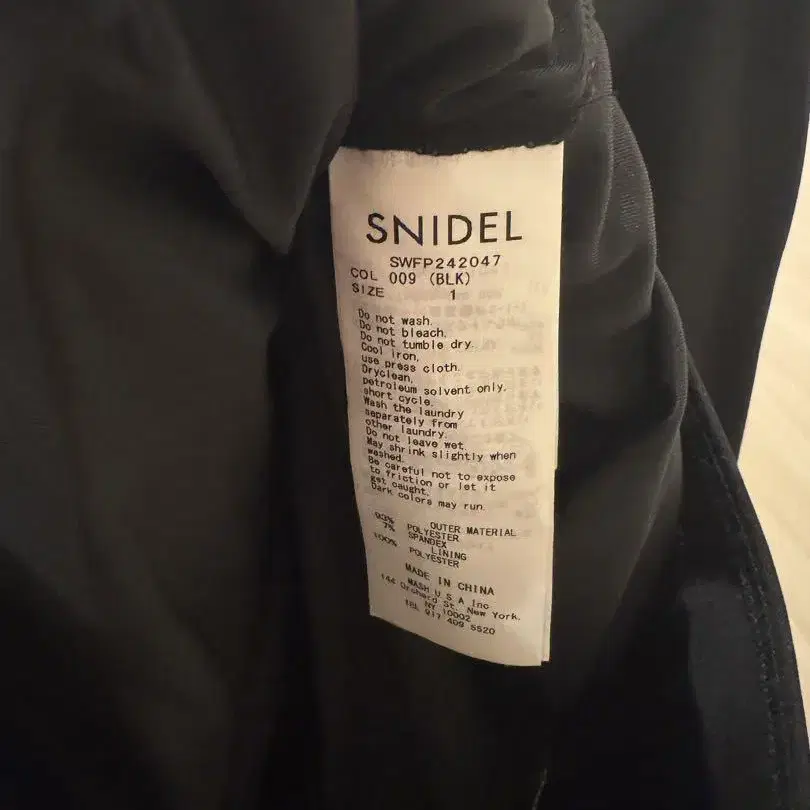 SNIDEL
SWFP242047
COL 009 (BLK)
SIZE 1
Do not wash.
Do not bleach.
Do not tumble dry.
Cool iron,
use press cloth.
Dryclean,
petroleum solvent only,
short cycle.
Wash the laundry
separately from
other laundry.
Do not leave wet.
May shrink slightly when
washed.
Be careful not to expose
to friction or let it
get caught.
Dark colors may run.
OUTER MATERIAL
93% POLYESTER
7% SPANDEX
LINING
100% POLYESTER
MADE IN CHINA
MASH U S A Inc
144 Orchard St. New York.
NY 10002
TEL 917 409 5520